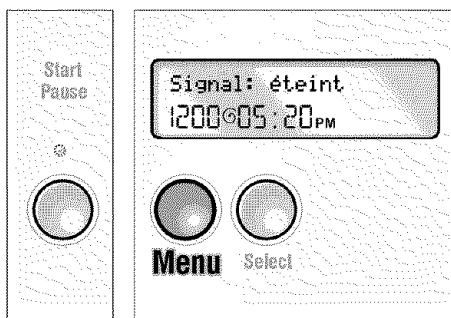 Start
Pause
Signal: éteint
1200 05:20PM
Menu
Select